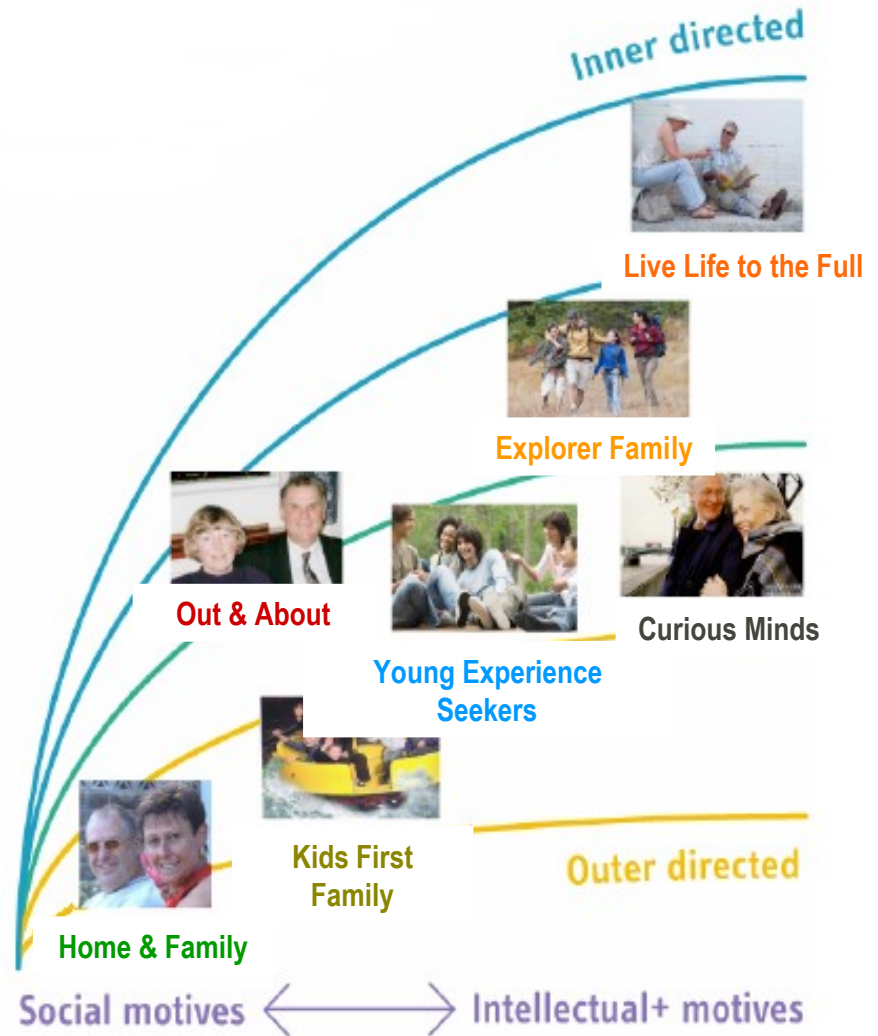 Inner directed
Live Life to the Full
Explorer Family
Out & About
Curious Minds
Young Experience
Seekers
Kids First
Family
Outer directed
Home & Family
Social motives
Intellectual+ motives